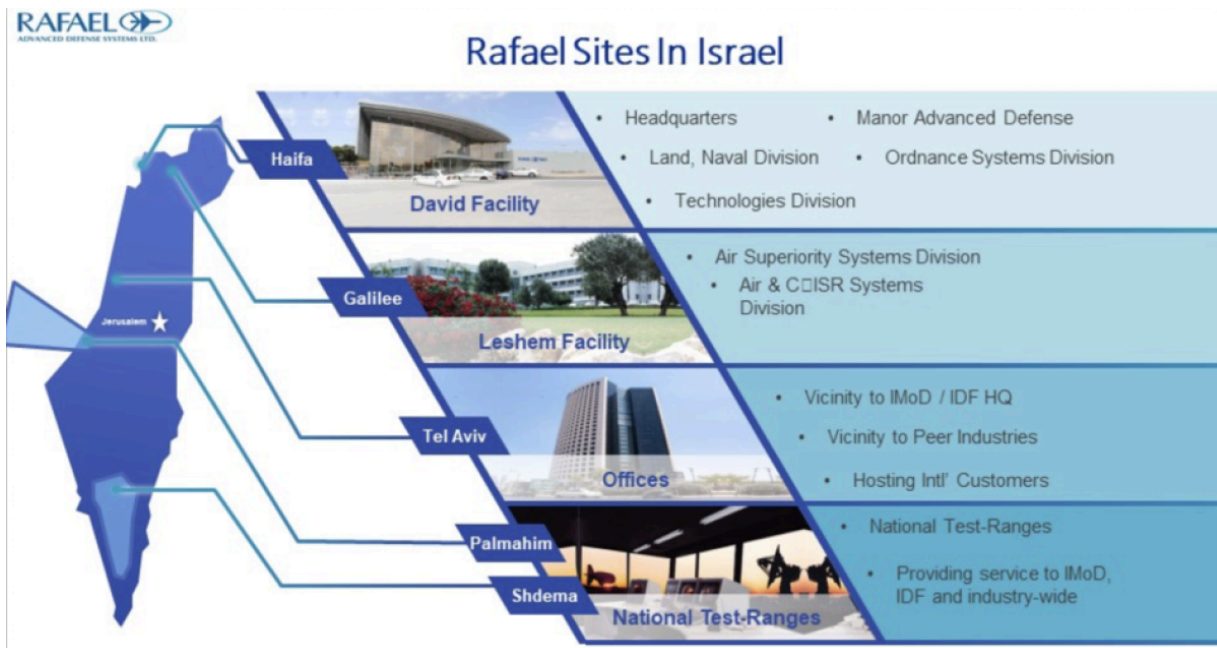 RAFAEL
ADVANCED DEFENSE SYSTEMS LTD.
Rafael Sites In Israel
Haifa
David Facility
• Headquarters
• Manor Advanced Defense
• Land, Naval Division
• Ordnance Systems Division
• Technologies Division
Galilee
Leshem Facility
• Air Superiority Systems Division
• Air & C□ISR Systems
Division
Jerusalem
Tel Aviv
Offices
• Vicinity to IMoD / IDF HQ
• Vicinity to Peer Industries
• Hosting Intl' Customers
Palmahim
Shdema
National Test-Ranges
• National Test-Ranges
• Providing service to IMoD,
IDF and industry-wide